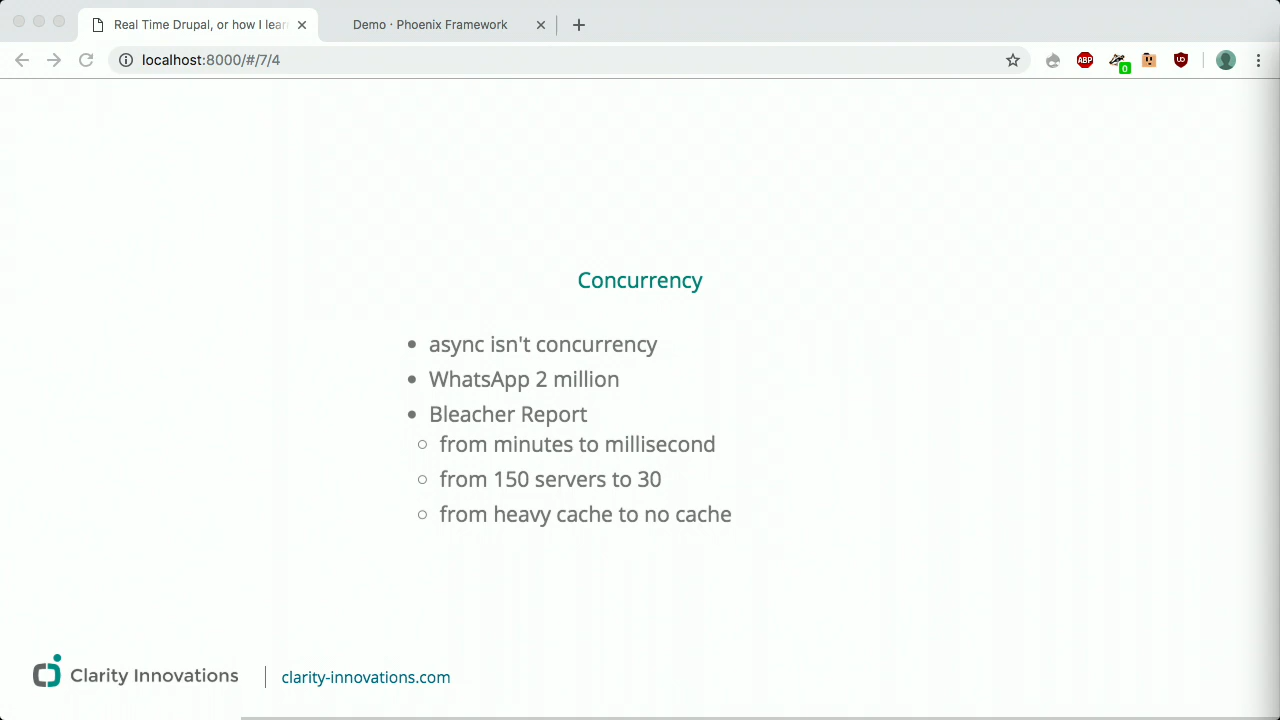 Real Time Drupal, or how I lear
Demo · Phoenix Framework
localhost:8000/#/7/4
ABP
0
Concurrency
async isn't concurrency
WhatsApp 2 million
Bleacher Report
from minutes to millisecond
from 150 servers to 30
from heavy cache to no cache
Clarity Innovations
clarity-innovations.com